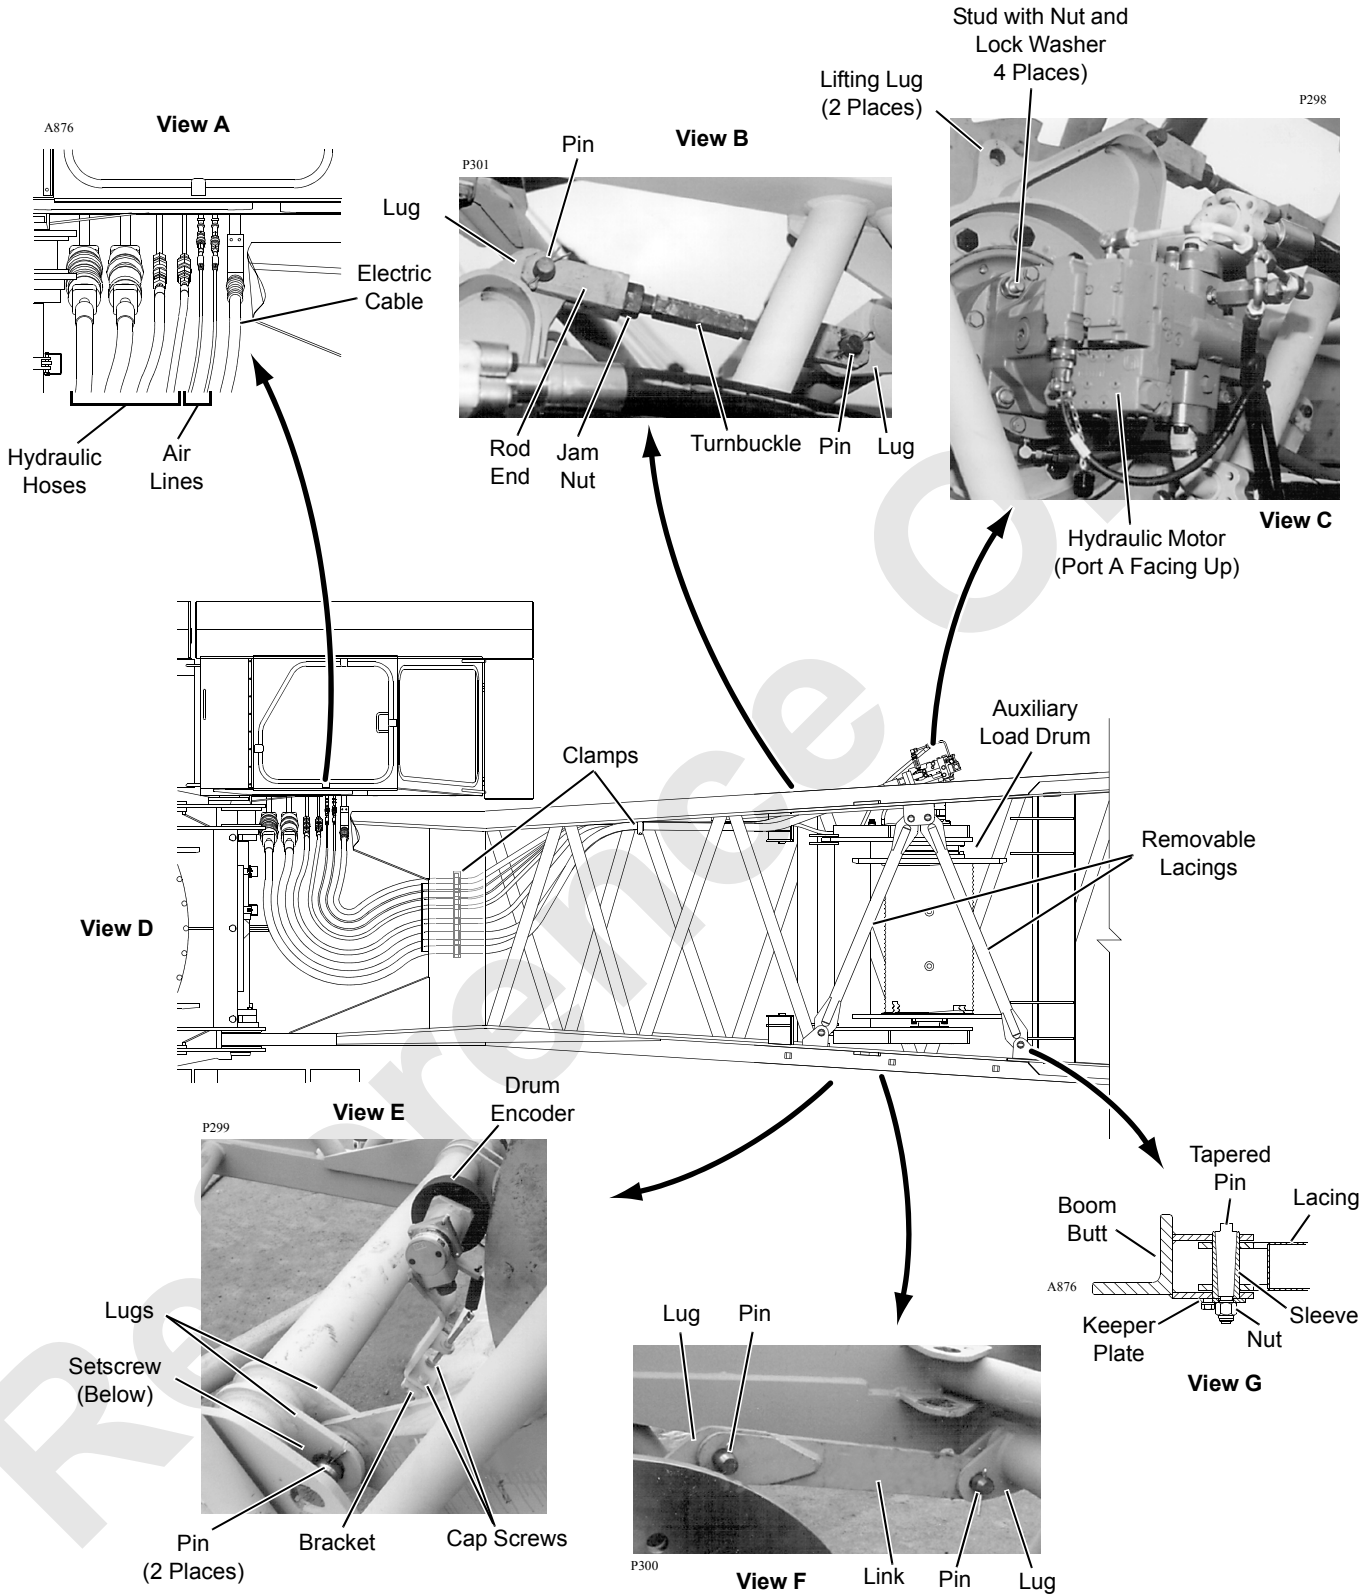 Stud with Nut and
Lock Washer
4 Places)
Lifting Lug
(2 Places)
P298
A876
View A
Pin
View B
P301
Lug
Electric
Cable
Hydraulic
Hoses
Air
Lines
Rod
End
Jam
Nut
Turnbuckle
Pin
Lug
View C
Hydraulic Motor
(Port A Facing Up)
Auxiliary
Load Drum
Clamps
Removable
Lacings
View D
Drum
Encoder
View E
P299
Tapered
Pin
Lacing
Boom
Butt
A876
Sleeve
Keeper
Plate
Nut
View G
Lugs
Setscrew
(Below)
Lug
Pin
Pin
(2 Places)
Bracket
Cap Screws
P300
View F
Link
Pin
Lug